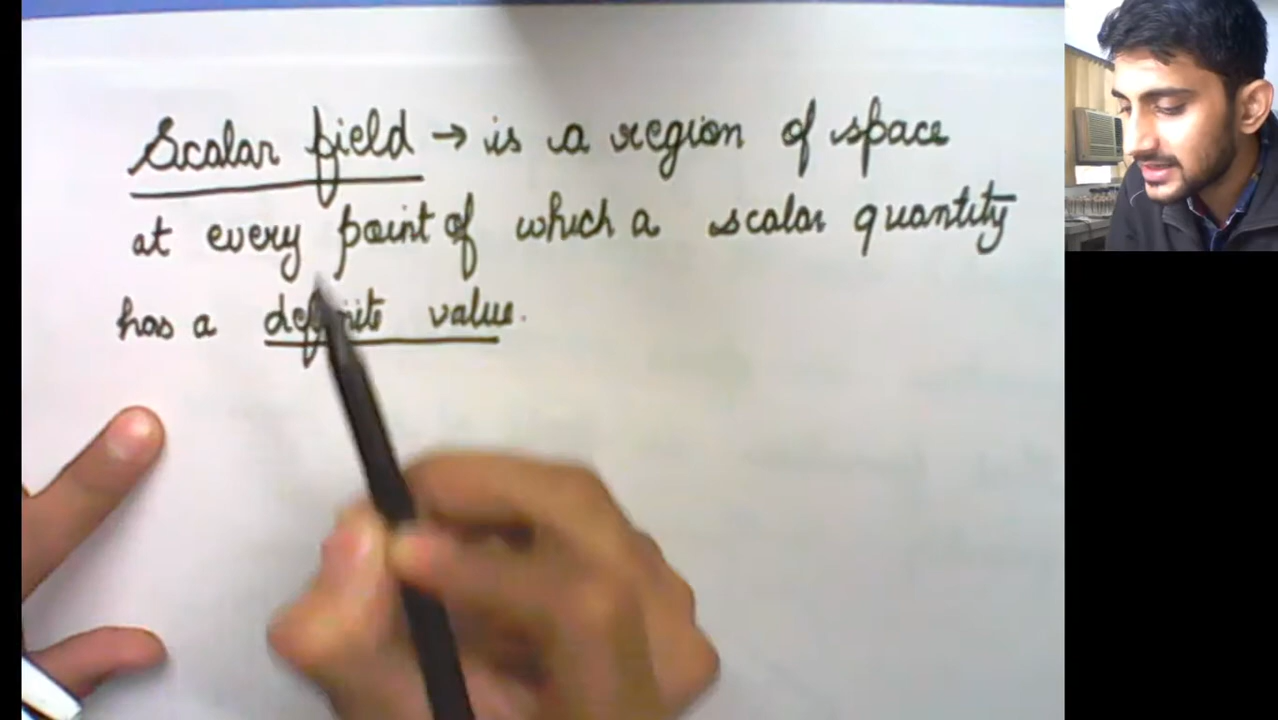 Scalar field → is a region of space
at every point of which a scalar quantity
has a definite value.